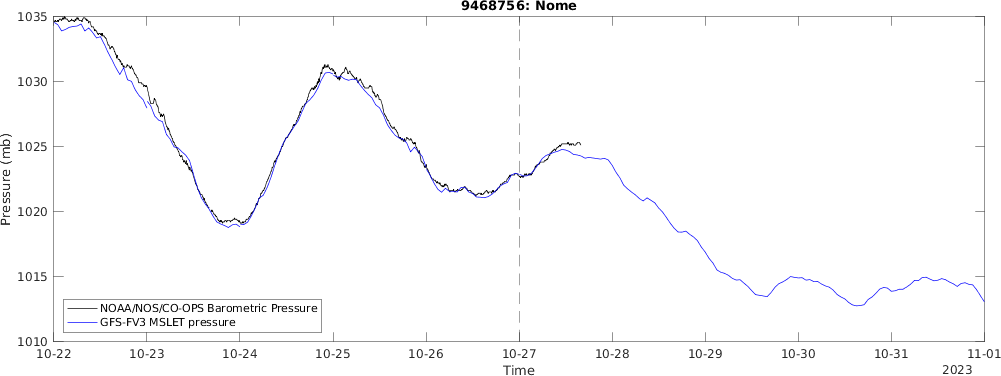 9468756: Nome
Pressure (mb)
1035
1030
1025
1020
1015
1010
NOAA/NOS/CO-OPS Barometric Pressure
GFS-FV3 MSLET pressure
10-22 10-23 10-24 10-25 10-26 10-27 10-28 10-29 10-30 10-31 11-01
Time
2023